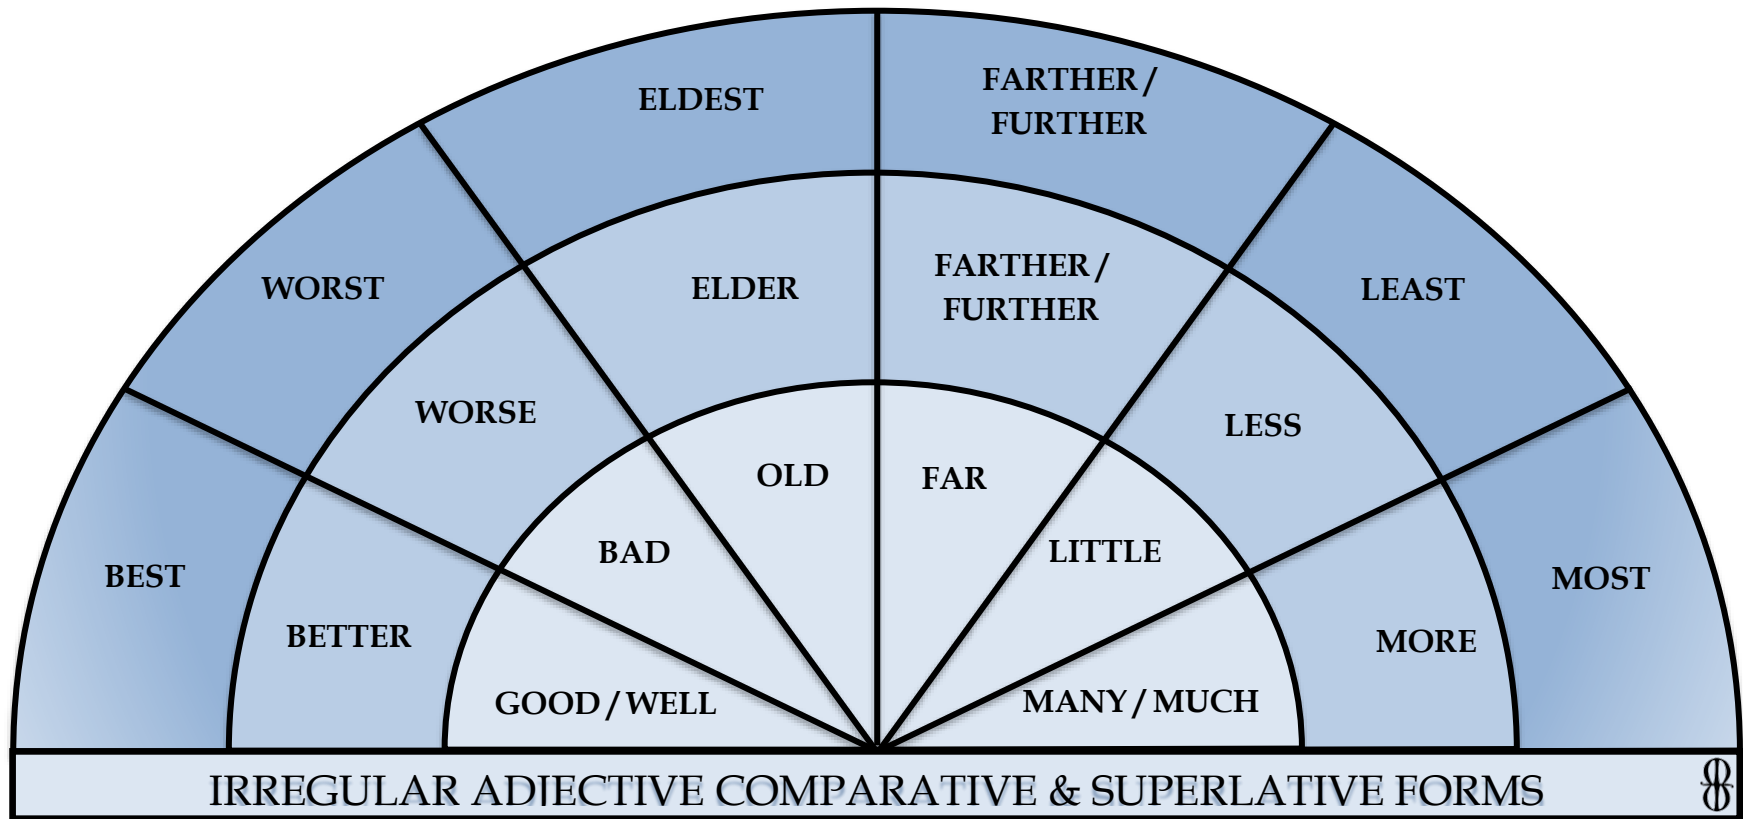 ELDEST
FARTHER /
FURTHER
WORST
ELDER
FARTHER /
FURTHER
LEAST
WORSE
LESS
OLD
FAR
BAD
LITTLE
BEST
MOST
BETTER
MORE
GOOD / WELL
MANY / MUCH
IRREGULAR ADJECTIVE COMPARATIVE & SUPERLATIVE FORMS